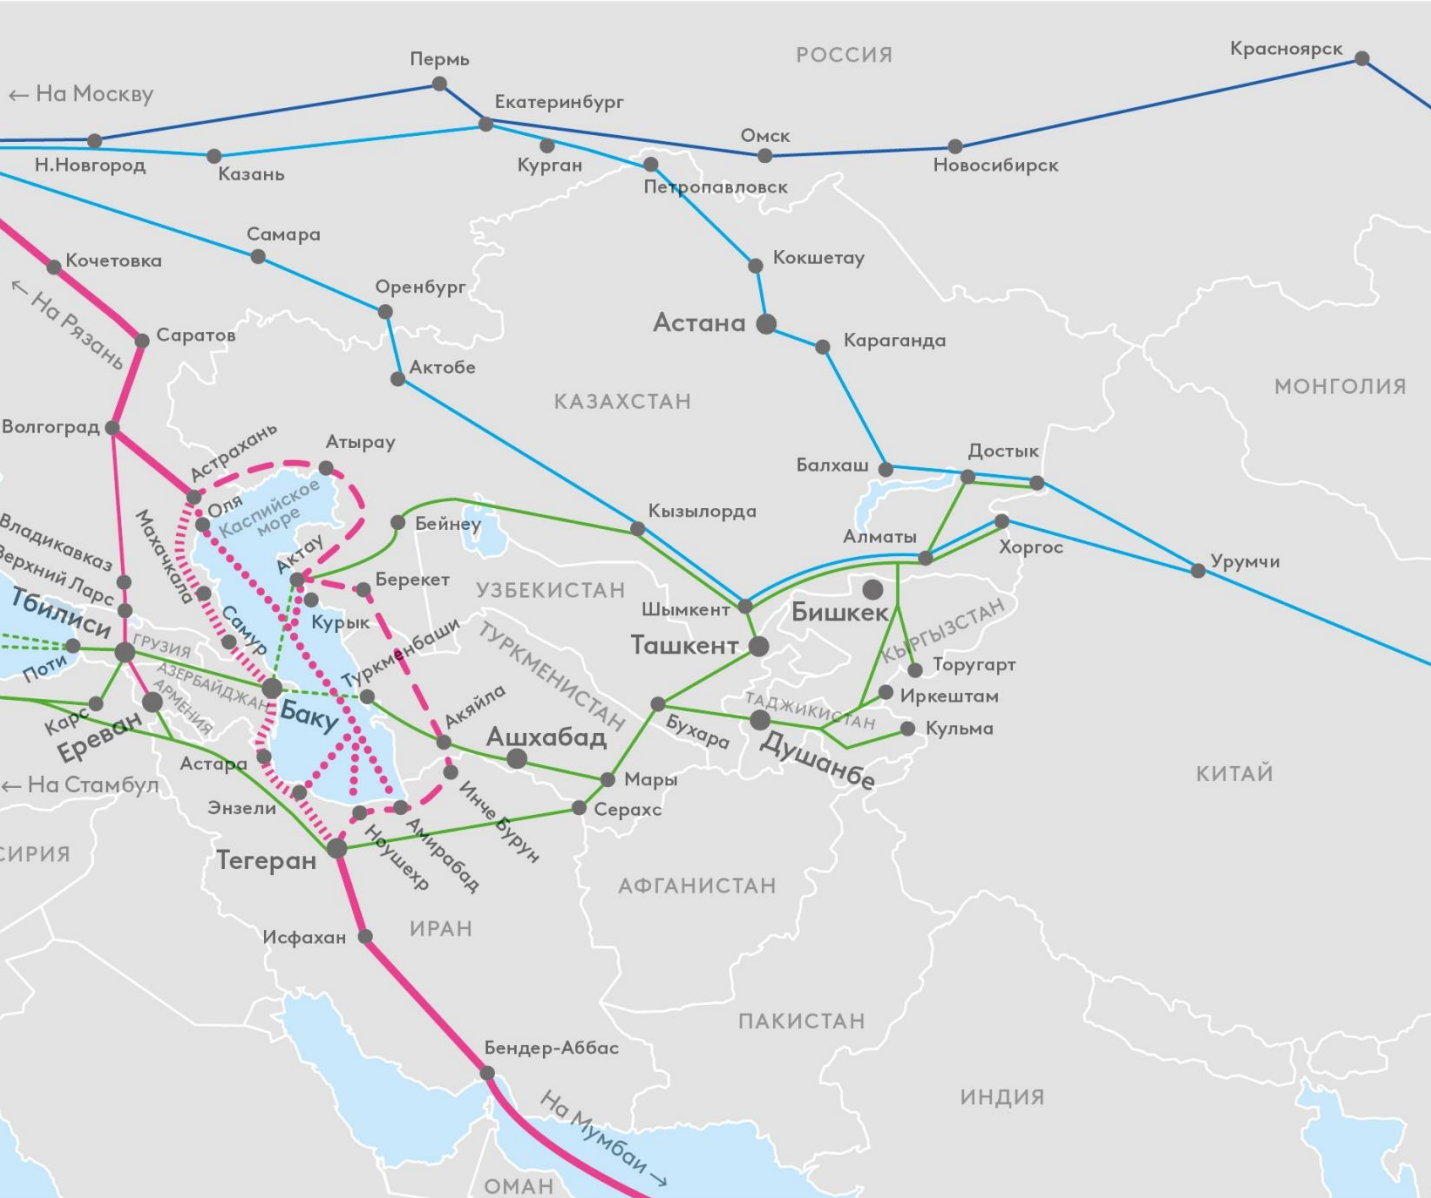 РОССИЯ
Красноярск
Пермь
← На Москву
Екатеринбург
Омск
Н.Новгород
Казань
Курган
Новосибирск
Петропавловск
Самара
Кочетовка
Кокшетау
← На Рязань
Оренбург
Астана
Саратов
Караганда
Актобе
МОНГОЛИЯ
КАЗАХСТАН
Волгоград
Астрахань
Атырау
Достык
Балхаш
Оля
Каспийское
море
Бейнеу
Кызылорда
Алматы
Хоргос
Владикавказ
Махачкала
Актау
Урумчи
Верхний Ларс
Берекет
УЗБЕКИСТАН
Шымкент
Бишкек
Тбилиси
Самур
Курык
КЫРГЫЗСТАН
ГРУЗИЯ
Туркменбаши
ТУРКМЕНИСТАН
Ташкент
Поти
Торугарт
АЗЕРБАЙДЖАН
АРМЕНИЯ
Иркештам
ТАДЖИКИСТАН
Карс
Ереван
Баку
Акяйла
Бухара
Кульма
Ашхабад
Душанбе
Астара
← На Стамбул
Мары
КИТАЙ
Энзели
Серахс
Инче Бурун
СИРИЯ
Тегеран
Ноушехр
Амирабад
АФГАНИСТАН
Исфахан
ИРАН
ПАКИСТАН
Бендер-Аббас
ИНДИЯ
На Мумбаи →
ОМАН